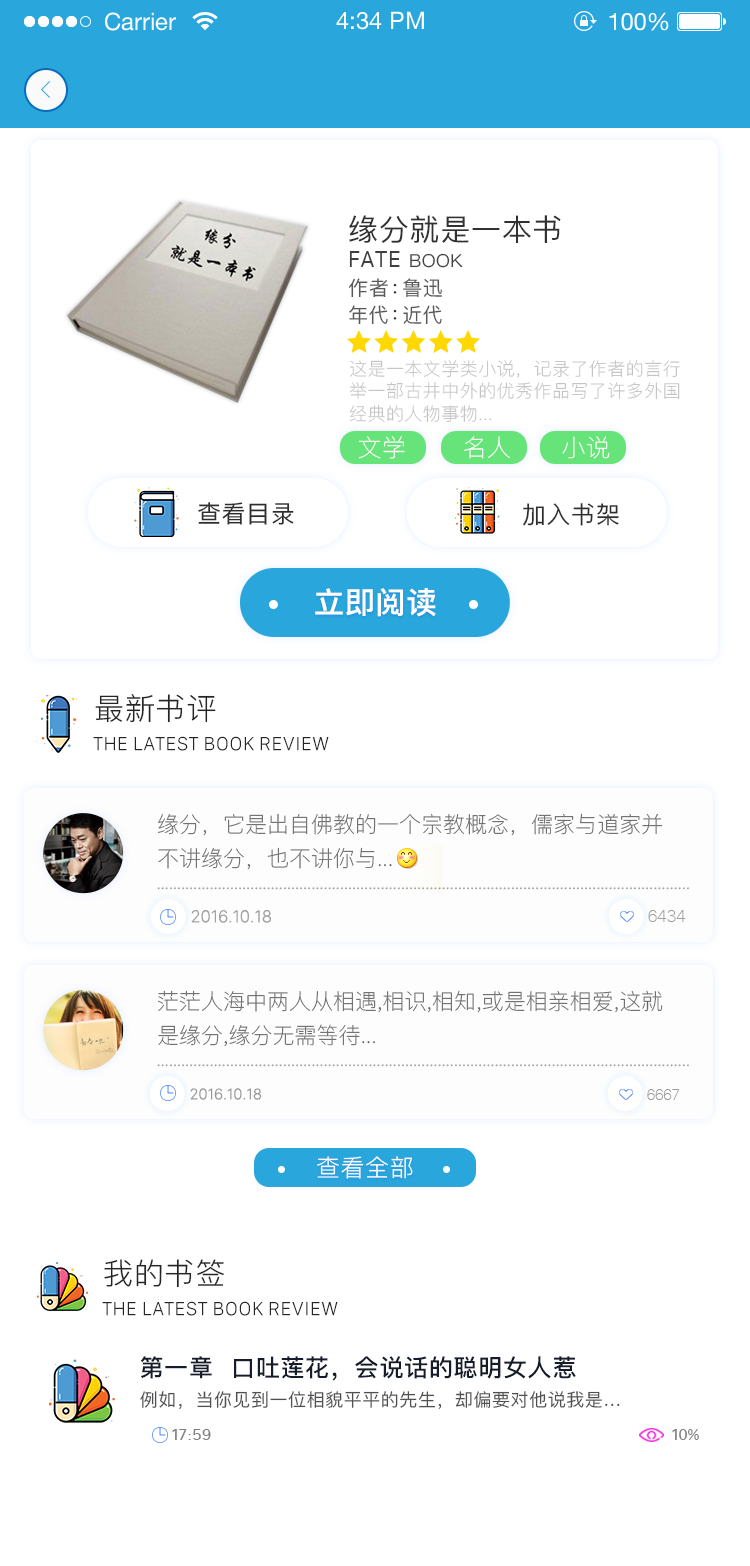 Carrier 4:34 PM 100%
缘分
就是一本书
缘分就是一本书
FATE BOOK
作者:鲁迅
年代:近代
这是一本文学类小说，记录了作者的言行
举一部古井中外的优秀作品写了许多外国
经典的人物事物...
文学 名人 小说
查看目录 加入书架
立即阅读
最新书评
THE LATEST BOOK REVIEW
缘分，它是出自佛教的一个宗教概念，儒家与道家并
不讲缘分，也不讲你与...😊
2016.10.18 6434
茫茫人海中两人从相遇,相识,相知,或是相亲相爱,这就
是缘分,缘分无需等待...
2016.10.18 6667
查看全部
我的书签
THE LATEST BOOK REVIEW
第一章 口吐莲花，会说话的聪明女人惹
例如，当你见到一位相貌平平的先生，却偏要对他说我是...
17:59 10%